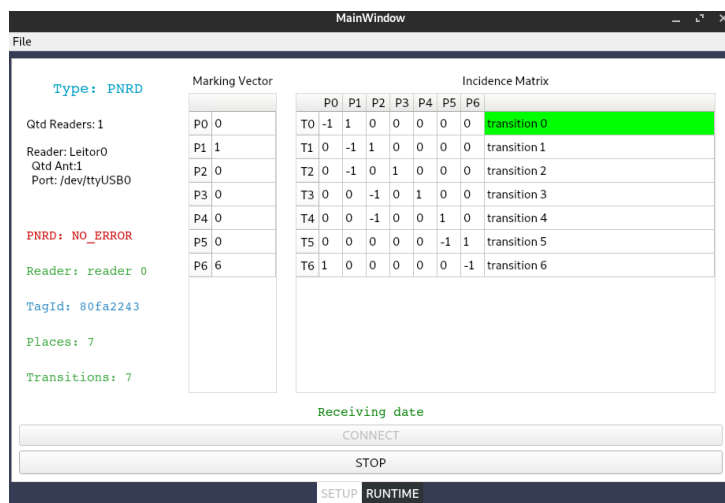 MainWindow
File
Type: PNRD
Qtd Readers: 1
Reader: Leitor0
Qtd Ant:1
Port: /dev/ttyUSB0
PNRD: NO_ERROR
Reader: reader 0
TagId: 80fa2243
Places: 7
Transitions: 7
Marking Vector
P0 0
P1 1
P2 0
P3 0
P4 0
P5 0
P6 6
Incidence Matrix
P0 P1 P2 P3 P4 P5 P6
T0 -1 1 0 0 0 0 0 transition 0
T1 0 -1 1 0 0 0 0 transition 1
T2 0 -1 0 1 0 0 0 transition 2
T3 0 0 -1 0 1 0 0 transition 3
T4 0 0 -1 0 0 1 0 transition 4
T5 0 0 0 0 0 -1 1 transition 5
T6 1 0 0 0 0 0 -1 transition 6
Receiving date
CONNECT
STOP
SETUP RUNTIME